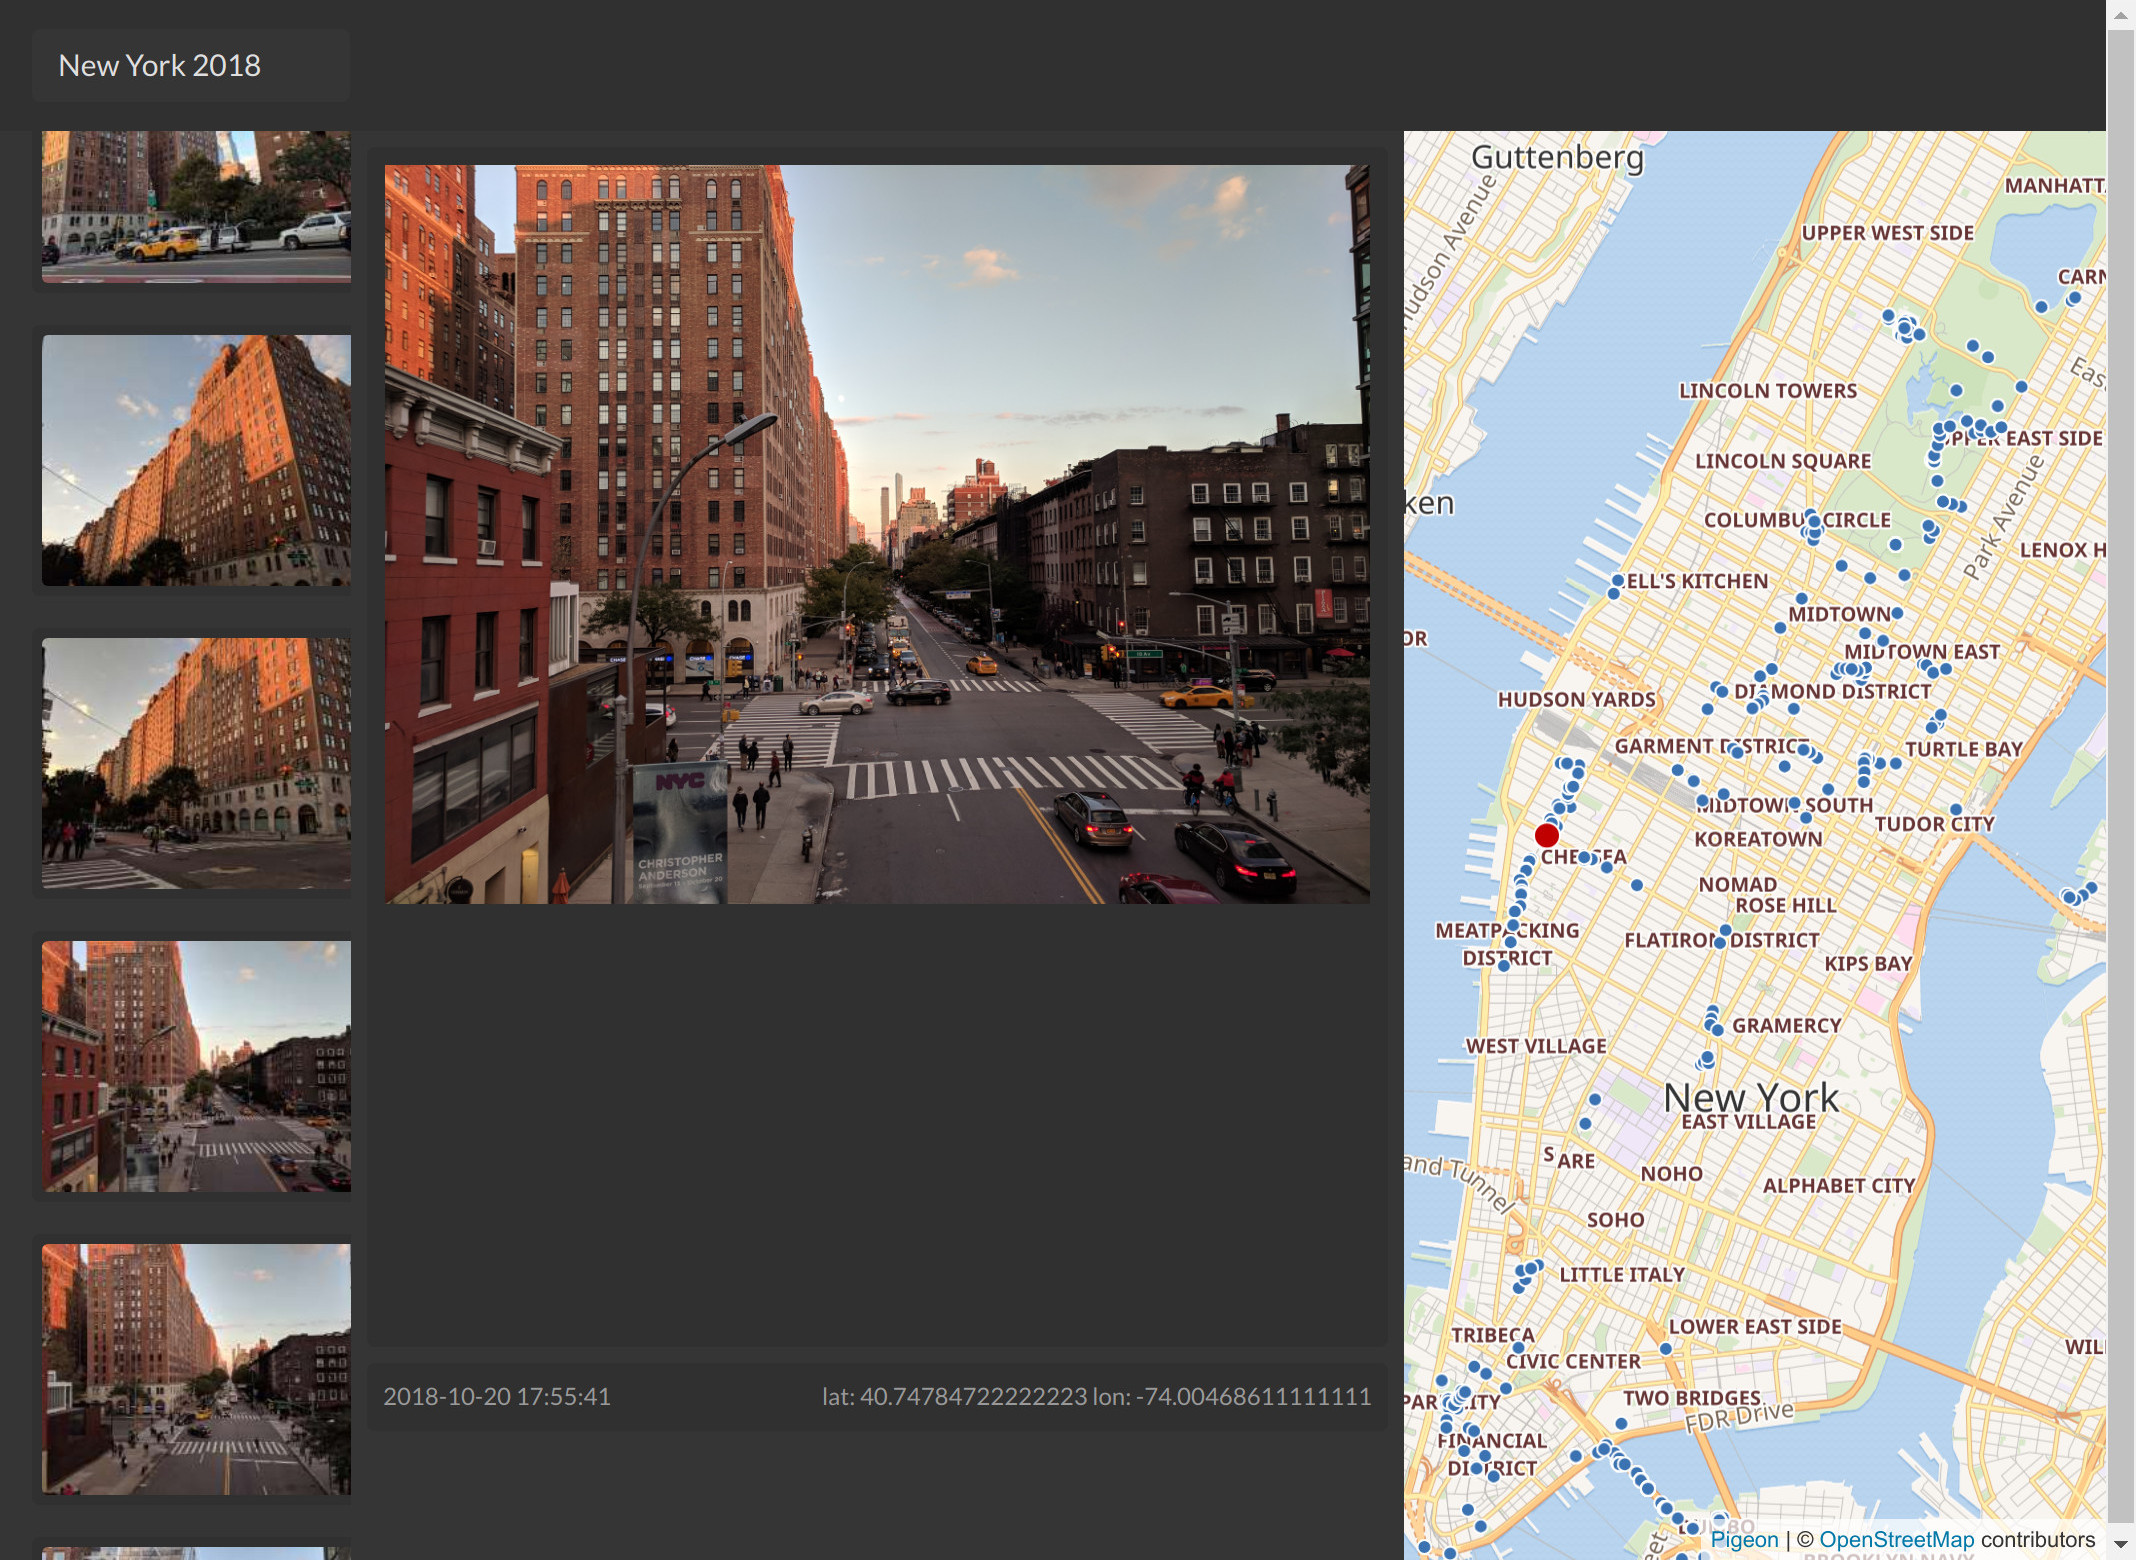 New York 2018
NYC
CHRISTOPHER
ANDERSON
2018-10-20 17:55:41
lat: 40.74784722222223 lon: -74.00468611111111
Guttenberg
MANHATT
UPPER WEST SIDE
Hudson Avenue
CARN
LINCOLN TOWERS
UPPER EAST SIDE
LINCOLN SQUARE
ken
Park Avenue
COLUMBUS CIRCLE
LENOX H
ELL'S KITCHEN
MIDTOWN
OR
MIDTOWN EAST
DIAMOND DISTRICT
HUDSON YARDS
GARMENT DISTRICT
TURTLE BAY
MIDTOWN SOUTH
TUDOR CITY
KOREATOWN
CHELSEA
NOMAD
ROSE HILL
MEATPACKING
DISTRICT
FLATIRON DISTRICT
KIPS BAY
GRAMERCY
WEST VILLAGE
New York
EAST VILLAGE
and Tunnel
S ARE
NOHO
ALPHABET CITY
SOHO
LITTLE ITALY
LOWER EAST SIDE
TRIBECA
WIL
CIVIC CENTER
TWO BRIDGES
FDR Drive
FINANCIAL
DISTRICT
Pigeon | © OpenStreetMap contributors